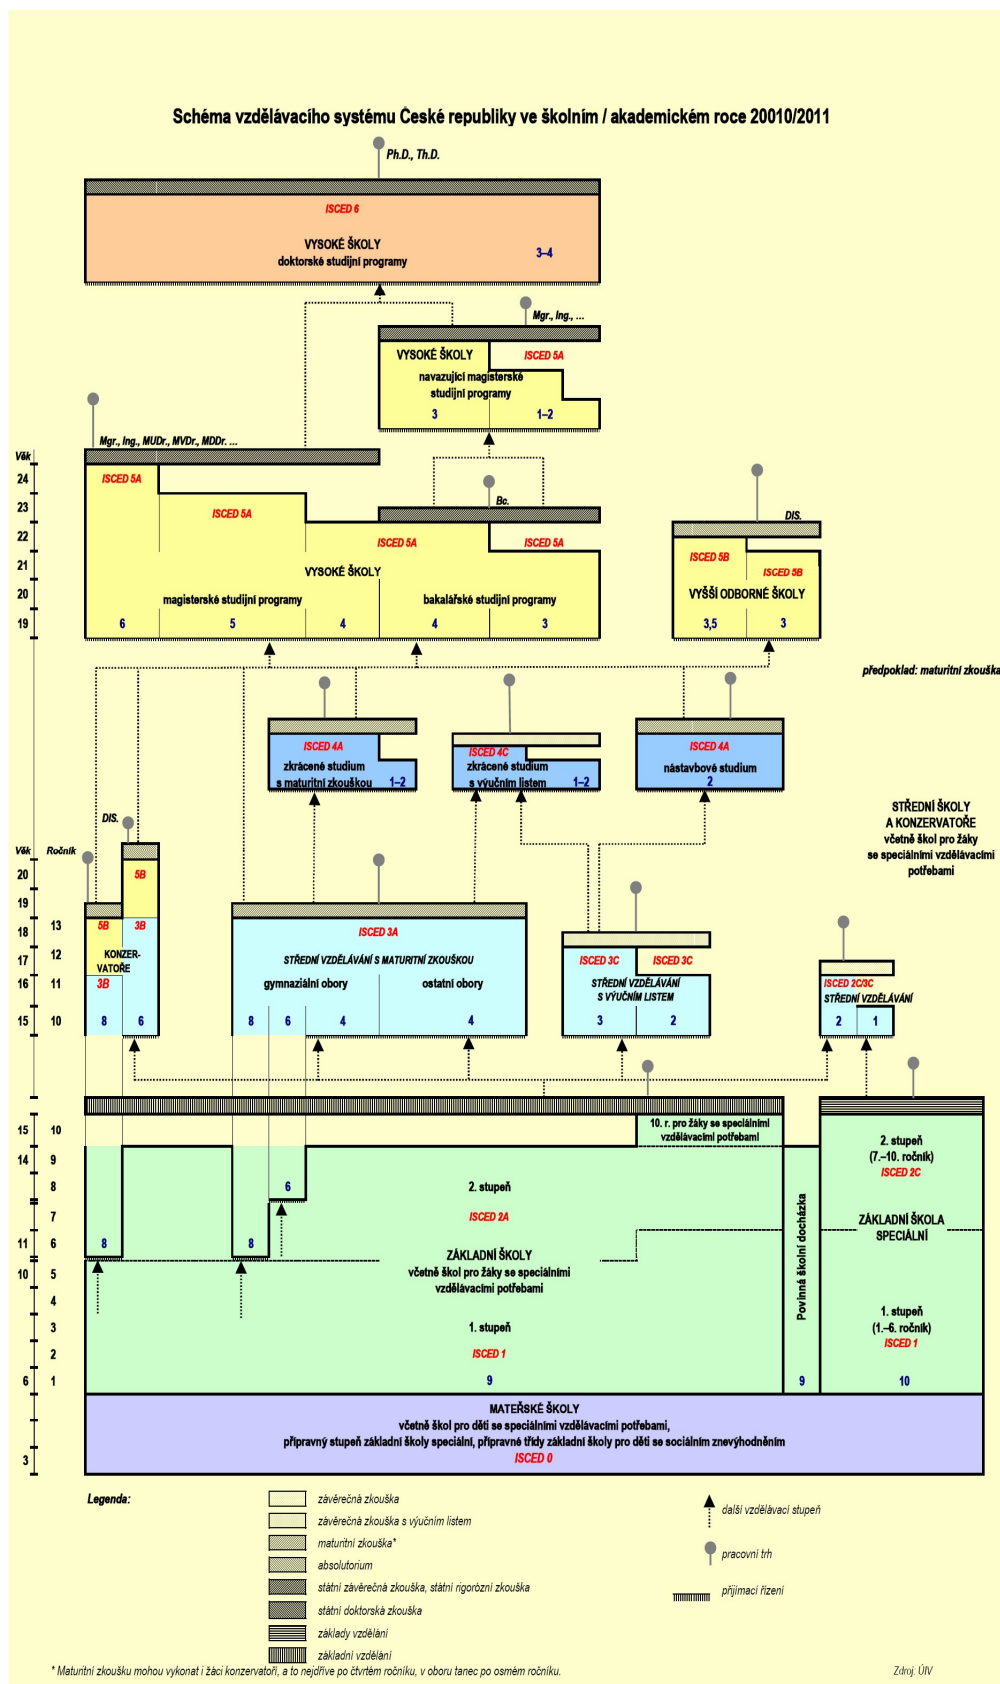 Schéma vzdělávacího systému České republiky ve školním / akademickém roce 20010/2011
Ph.D., Th.D.
ISCED 6
VYSOKÉ ŠKOLY
doktorské studijní programy
3–4
Mgr., Ing., ...
VYSOKÉ ŠKOLY
ISCED 5A
navazující magisterské
studijní programy
3
1–2
Mgr., Ing., MUDr., MVDr., MDDr. ...
Věk
24
23
22
21
20
19
ISCED 5A
ISCED 5A
ISCED 5A
Bc.
ISCED 5A
VYSOKÉ ŠKOLY
magisterské studijní programy
bakalářské studijní programy
6
5
4
4
3
DIS.
ISCED 5B
ISCED 5B
VYŠŠÍ ODBORNÉ ŠKOLY
3,5
3
předpoklad: maturitní zkouška
ISCED 4A
zkrácené studium
s maturitní zkouškou
1–2
ISCED 4C
zkrácené studium
s výučním listem
1–2
ISCED 4A
nástavbové studium
2
STŘEDNÍ ŠKOLY
A KONZERVATOŘE
včetně škol pro žáky
se speciálními vzdělávacími
potřebami
DIS.
Věk
Ročník
20
19
18
13
17
12
16
11
15
10
5B
5B
3B
KONZER-
VATOŘE
3B
8
6
ISCED 3A
STŘEDNÍ VZDĚLÁVÁNÍ S MATURITNÍ ZKOUŠKOU
gymnaziální obory
ostatní obory
8
6
4
4
ISCED 3C
ISCED 3C
STŘEDNÍ VZDĚLÁVÁNÍ
S VÝUČNÍM LISTEM
3
2
ISCED 2C/3C
STŘEDNÍ VZDĚLÁVÁNÍ
2
1
15
10
14
9
8
7
11
6
10
5
4
3
2
6
1
3
10. r. pro žáky se speciálními
vzdělávacími potřebami
6
2. stupeň
ISCED 2A
8
8
ZÁKLADNÍ ŠKOLY
včetně škol pro žáky se speciálními
vzdělávacími potřebami
1. stupeň
ISCED 1
9
Povinná školní docházka
9
2. stupeň
(7.–10. ročník)
ISCED 2C
ZÁKLADNÍ ŠKOLA
SPECIÁLNÍ
1. stupeň
(1.–6. ročník)
ISCED 1
10
MATEŘSKÉ ŠKOLY
včetně škol pro děti se speciálními vzdělávacími potřebami,
přípravný stupeň základní školy speciální, přípravné třídy základní školy pro děti se sociálním znevýhodněním
ISCED 0
Legenda:
závěrečná zkouška
závěrečná zkouška s výučním listem
maturitní zkouška*
absolutorium
státní závěrečná zkouška, státní rigorózní zkouška
státní doktorská zkouška
základy vzdělání
základní vzdělání
další vzdělávací stupeň
pracovní trh
přijímací řízení
* Maturitní zkoušku mohou vykonat i žáci konzervatoří, a to nejdříve po čtvrtém ročníku, v oboru tanec po osmém ročníku.
Zdroj: ÚIV